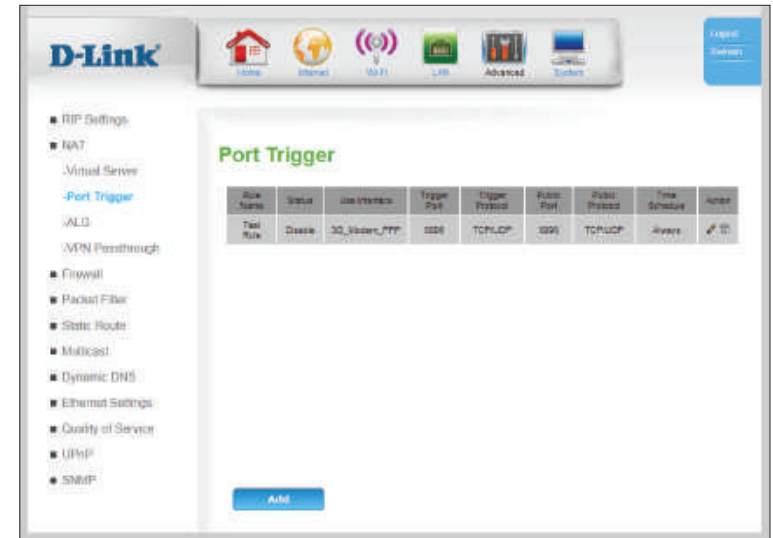 D-Link
Home
Internet
Wi-Fi
LAN
Advanced
System
Logout
Refresh
RIP Settings
NAT
-Virtual Server
-Port Trigger
-ALG
-VPN Passthrough
Firewall
Packet Filter
Static Route
Multicast
Dynamic DNS
Ethernet Settings
Quality of Service
UPnP
SNMP
Port Trigger
Rule Name Status Use Interface Trigger Port Trigger Protocol Public Port Public Protocol Time Schedule Action
Test Rule Disable 3G_Modem_PPP TCP/UDP TCP/UDP Always
Add